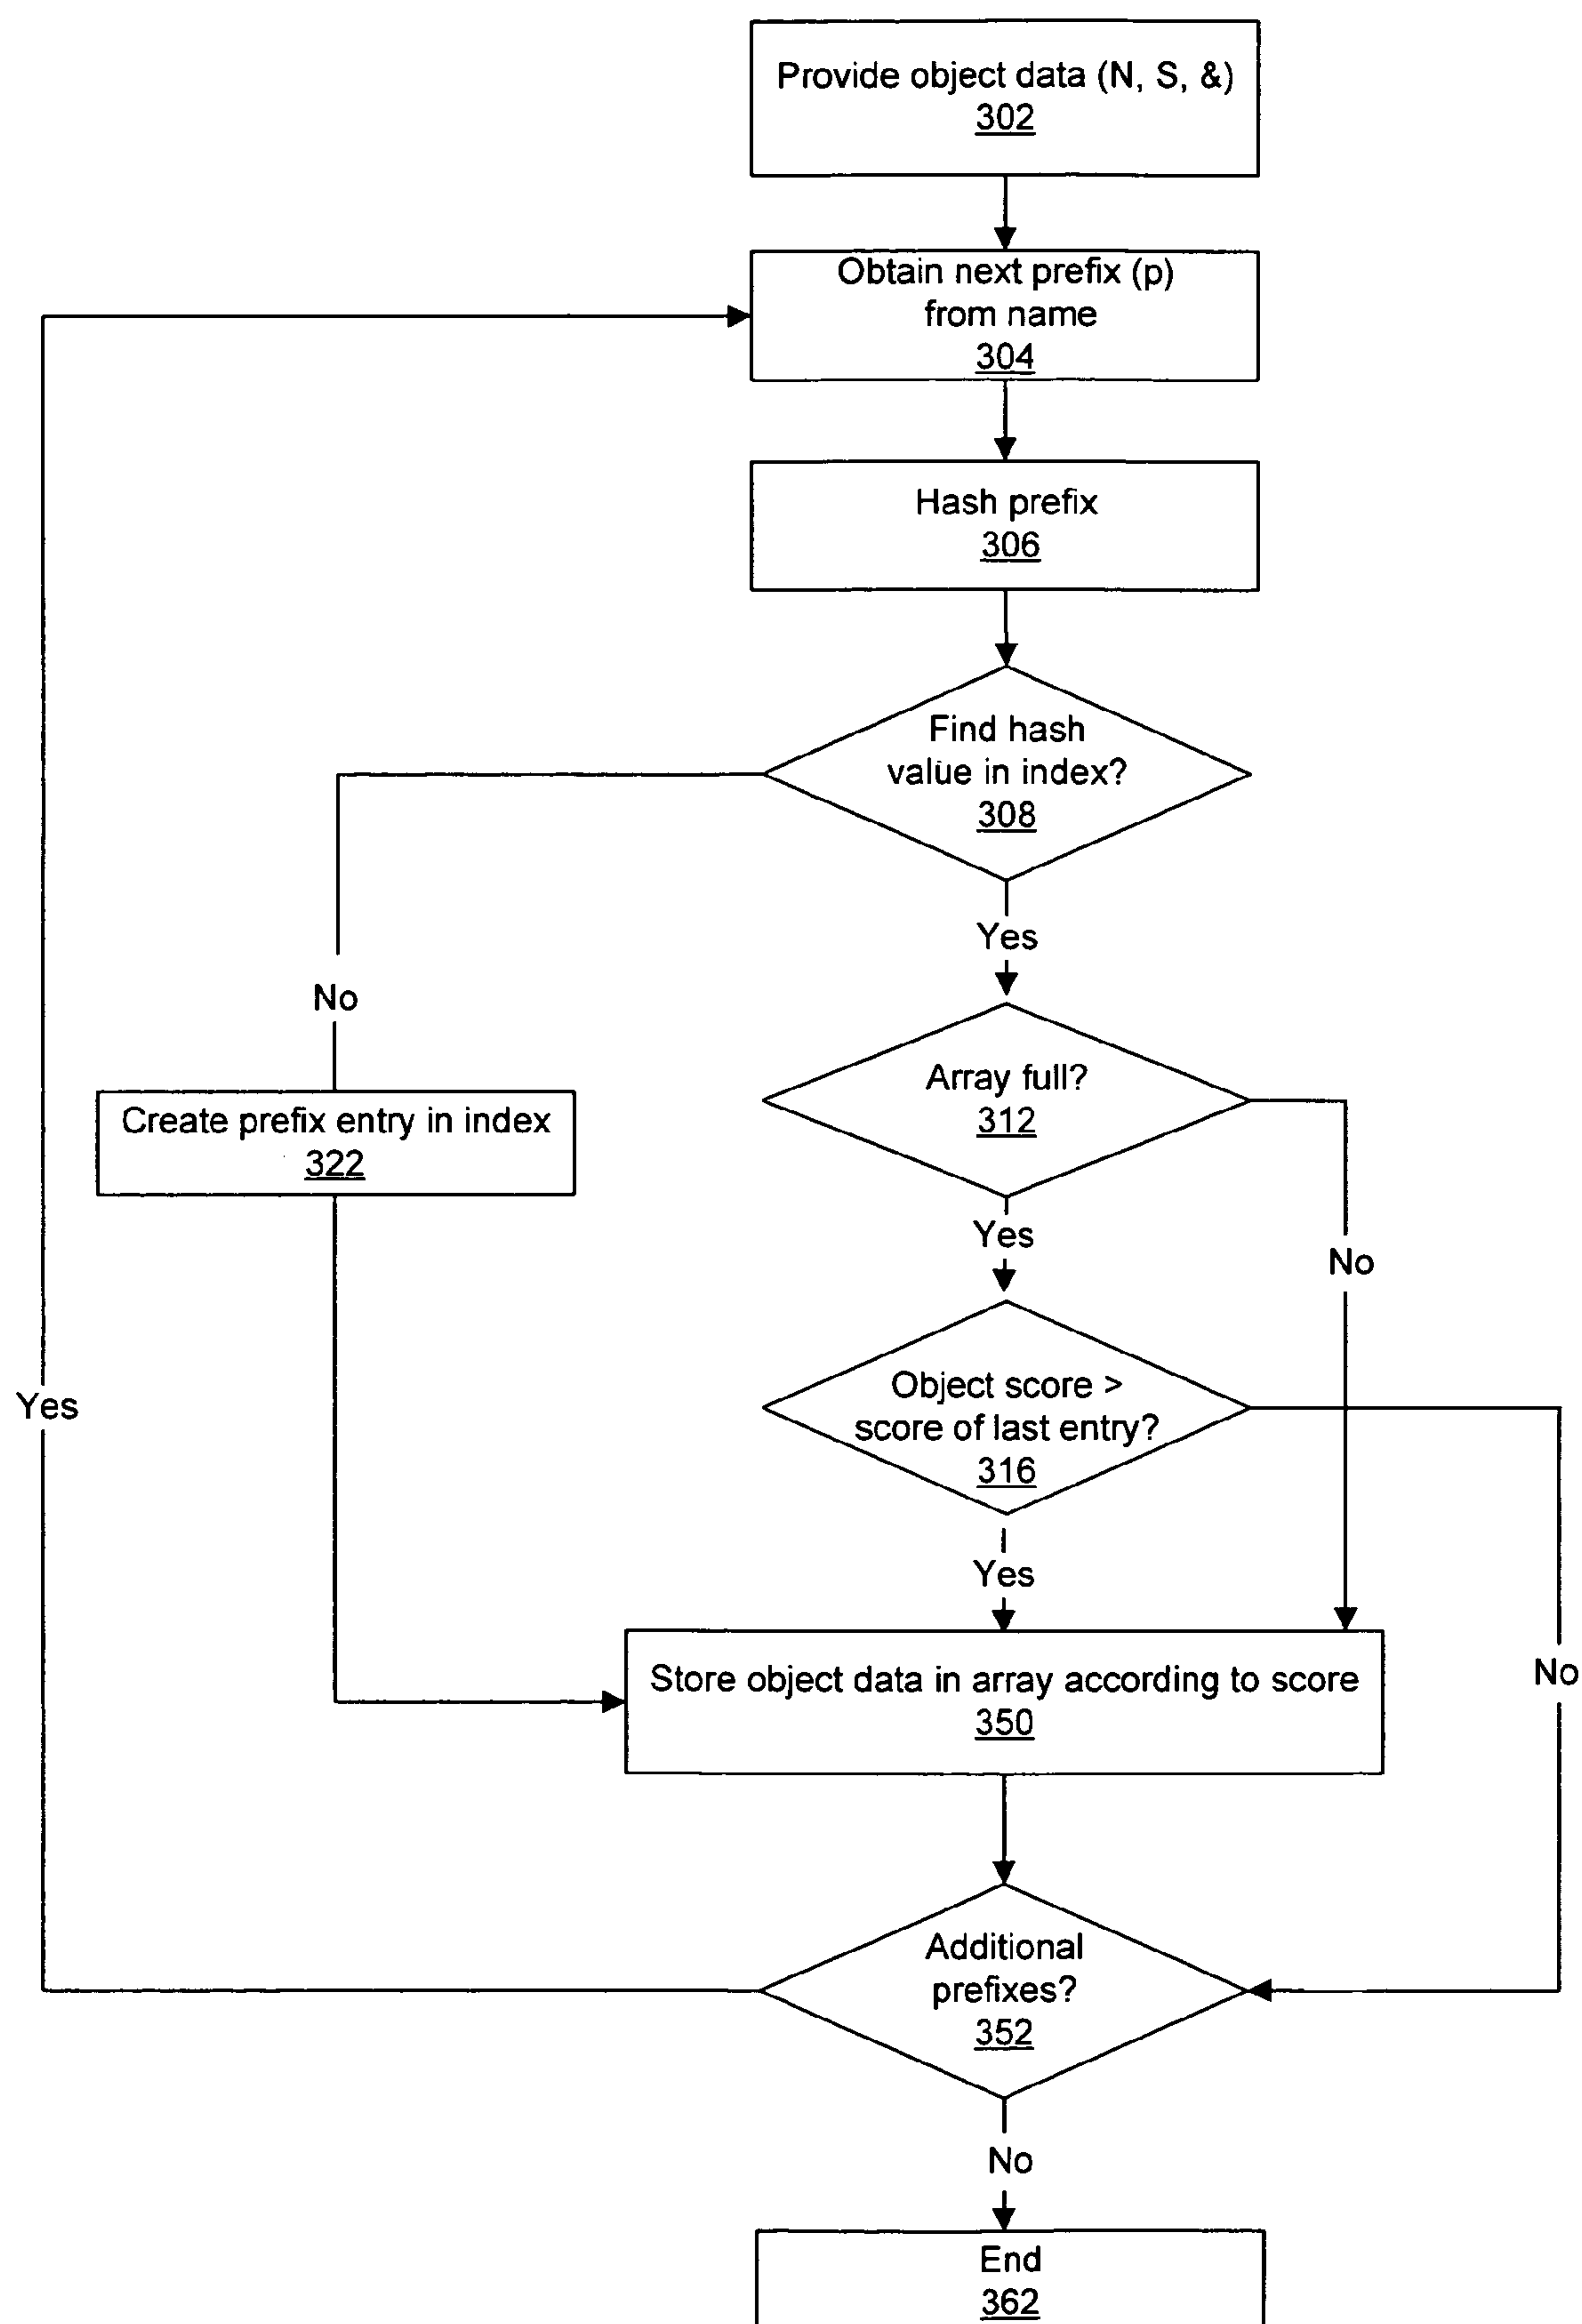 Provide object data (N, S, &)
302
Obtain next prefix (p)
from name
304
Hash prefix
306
Find hash
value in index?
308
Yes
No
Array full?
312
Create prefix entry in index
322
Yes
No
Object score >
score of last entry?
316
Yes
Yes
No
Store object data in array according to score
350
Additional
prefixes?
352
No
End
362